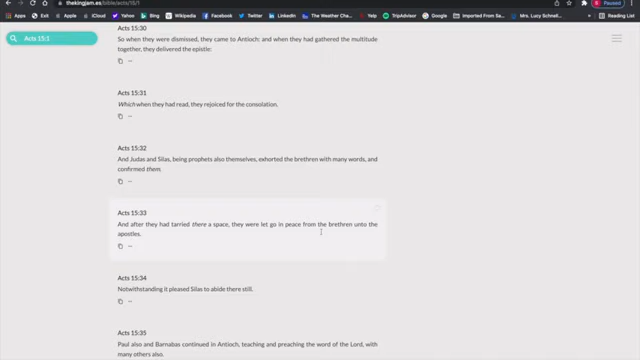 thekingjam.es/bible/acts/15/1
Paused
Apple
iCloud
Yahoo
Bing
Wikipedia
Facebook
Twitter
LinkedIn
The Weather Chan...
TripAdvisor
Imported From Sa...
Mrs. Lucy Schnell...
Reading List
Acts 15:1
Acts 15:30
So when they were dismissed, they came to Antioch: and when they had gathered the multitude
together, they delivered the epistle:
Acts 15:31
Which when they had read, they rejoiced for the consolation.
Acts 15:32
And Judas and Silas, being prophets also themselves, exhorted the brethren with many words, and
confirmed them.
Acts 15:33
And after they had tarried there a space, they were let go in peace from the brethren unto the
apostles.
Acts 15:34
Notwithstanding it pleased Silas to abide there still.
Acts 15:35
Paul also and Barnabas continued in Antioch, teaching and preaching the word of the Lord, with
many others also.